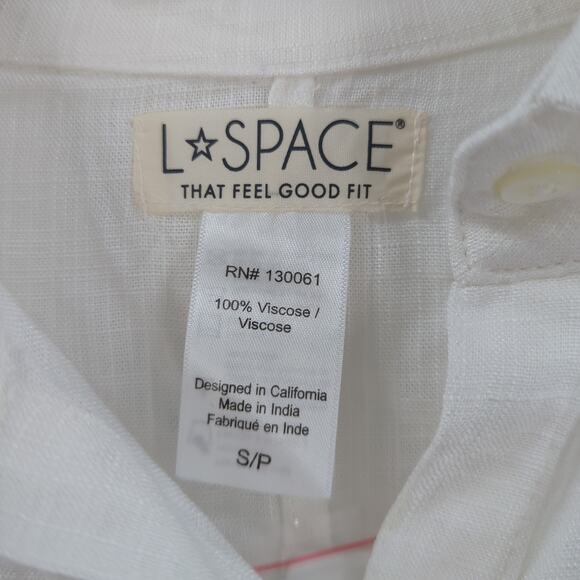 L☆SPACE®
THAT FEEL GOOD FIT
RN# 130061
100% Viscose /
Viscose
Designed in California
Made in India
Fabriqué en Inde
S/P